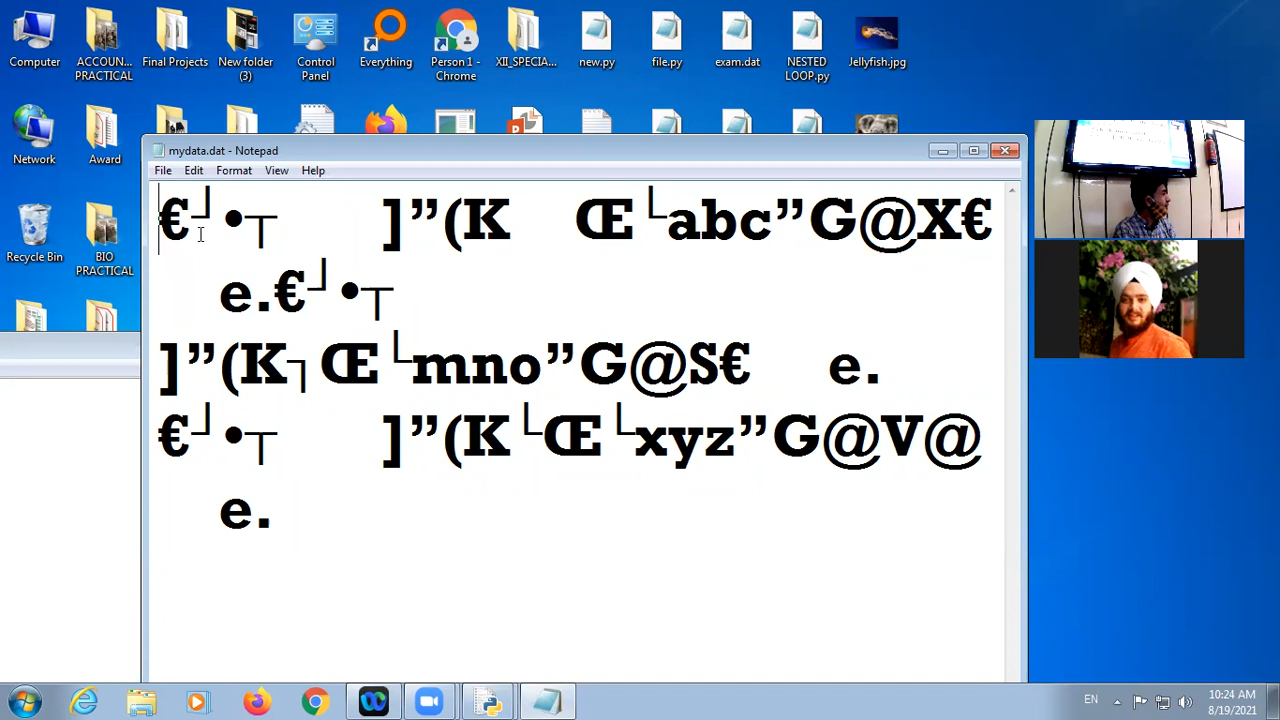 Computer
ACCOUN... PRACTICAL
Final Projects
New folder (3)
Control Panel
Everything
Person 1 - Chrome
XII_SPECIA...
new.py
file.py
exam.dat
NESTED LOOP.py
Jellyfish.jpg
Network
Award
Recycle Bin
BIO PRACTICAL
mydata.dat - Notepad
File Edit Format View Help
€┘•┬ ]”(K Œ└abc”G@X€
e.€┘•┬
]”(K┐Œ└mno”G@S€ e.
€┘•┬ ]”(K└Œ└xyz”G@V@
e.
EN
10:24 AM
8/19/2021